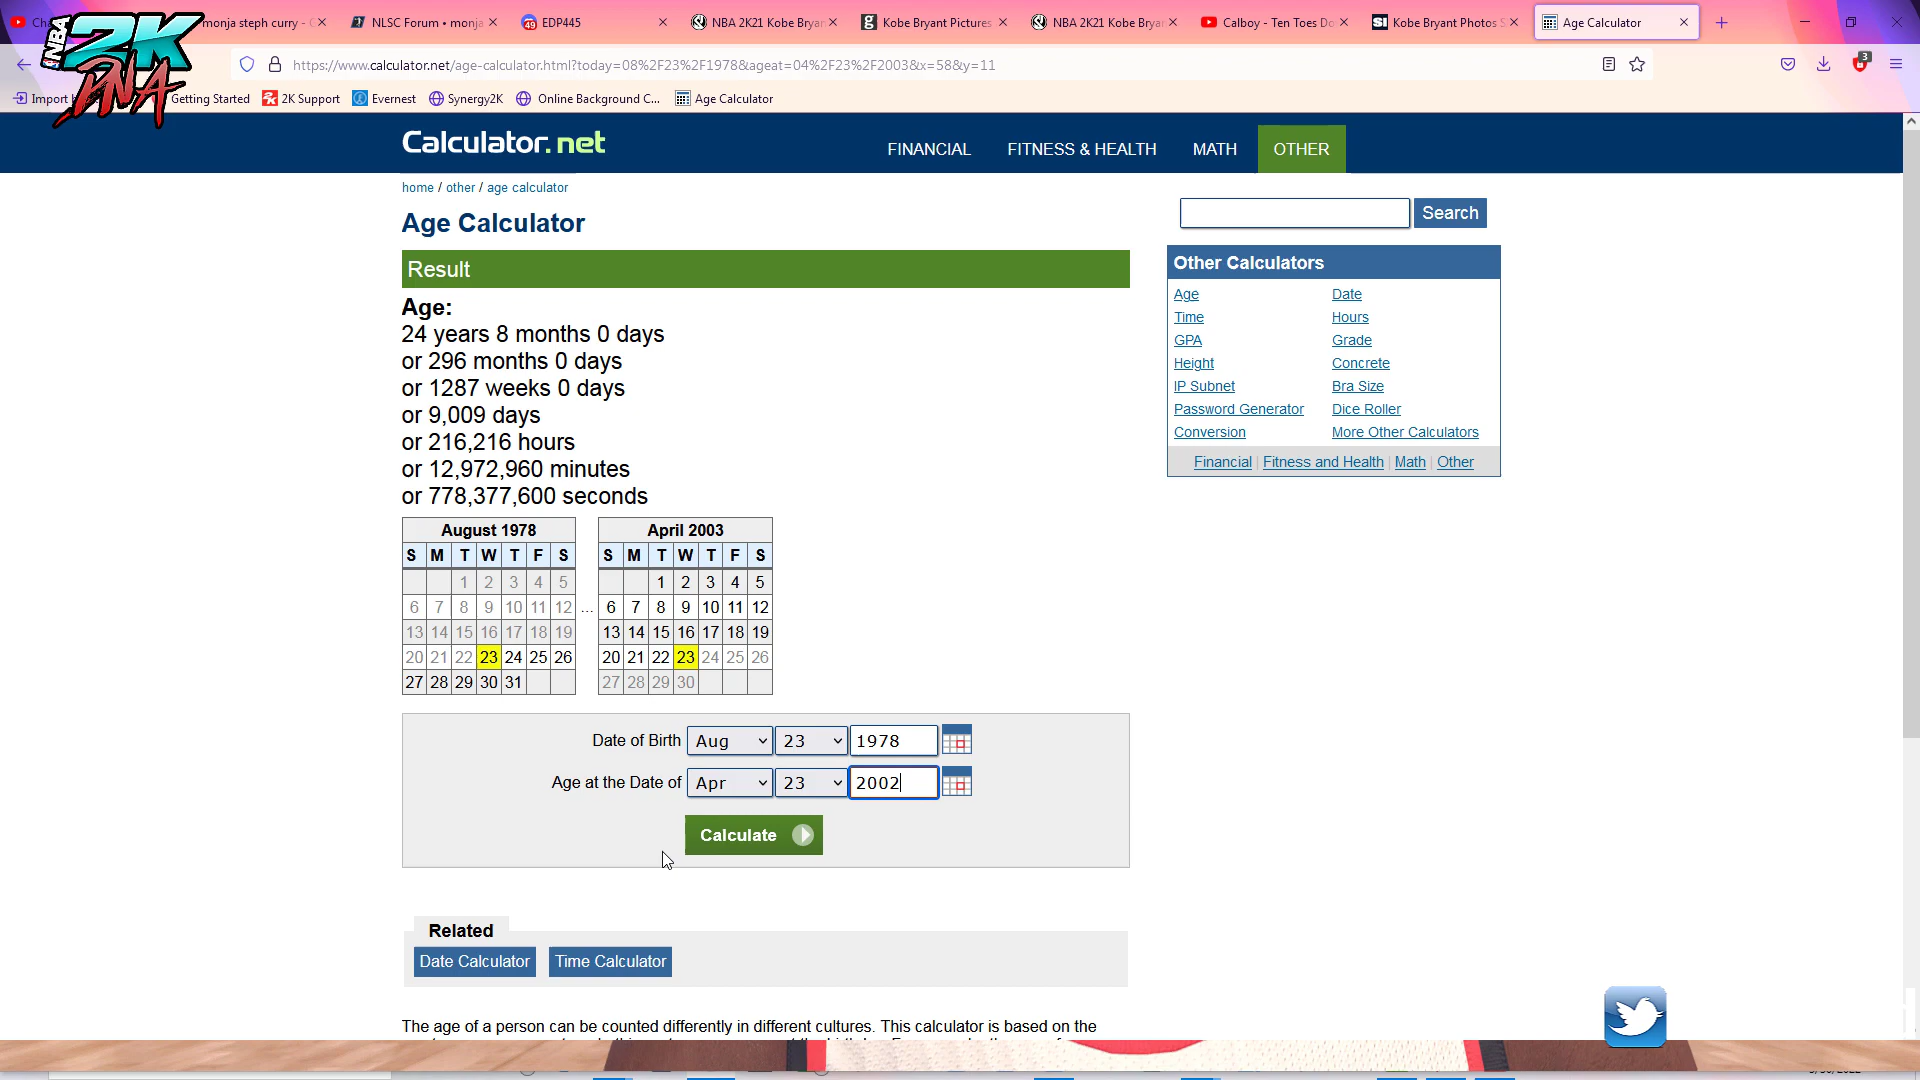 monja steph curry - G
NLSC Forum • monja
EDP445
NBA 2K21 Kobe Bryan
Kobe Bryant Pictures
NBA 2K21 Kobe Bryan
Calboy - Ten Toes Do
Kobe Bryant Photos S
Age Calculator
NBA 2K DNA
https://www.calculator.net/age-calculator.html?today=08%2F23%2F1978&ageat=04%2F23%2F2003&x=58&y=11
3
Import
Getting Started
2K Support
Evernest
Synergy2K
Online Background C...
Age Calculator
Calculator.net
FINANCIAL FITNESS & HEALTH MATH OTHER
home / other / age calculator
Age Calculator
Search
Result
Age:
24 years 8 months 0 days
or 296 months 0 days
or 1287 weeks 0 days
or 9,009 days
or 216,216 hours
or 12,972,960 minutes
or 778,377,600 seconds
Other Calculators
Age Date
Time Hours
GPA Grade
Height Concrete
IP Subnet Bra Size
Password Generator Dice Roller
Conversion More Other Calculators
Financial | Fitness and Health | Math | Other
August 1978
S M T W T F S
1 2 3 4 5
6 7 8 9 10 11 12
13 14 15 16 17 18 19
20 21 22 23 24 25 26
27 28 29 30 31
...
April 2003
S M T W T F S
1 2 3 4 5
6 7 8 9 10 11 12
13 14 15 16 17 18 19
20 21 22 23 24 25 26
27 28 29 30
Date of Birth Aug 23 1978
Age at the Date of Apr 23 2002
Calculate
Related
Date Calculator Time Calculator
The age of a person can be counted differently in different cultures. This calculator is based on the